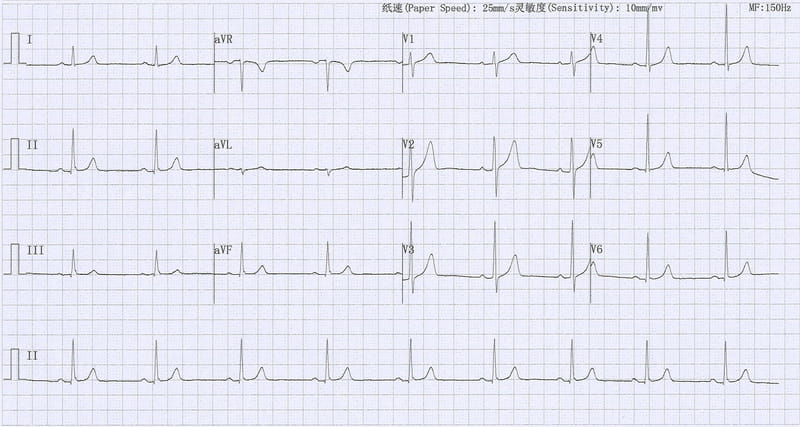 纸速(Paper Speed): 25mm/s灵敏度(Sensitivity): 10mm/mv MF:150Hz
I aVR V1 V4
II aVL V2 V5
III aVF V3 V6
II